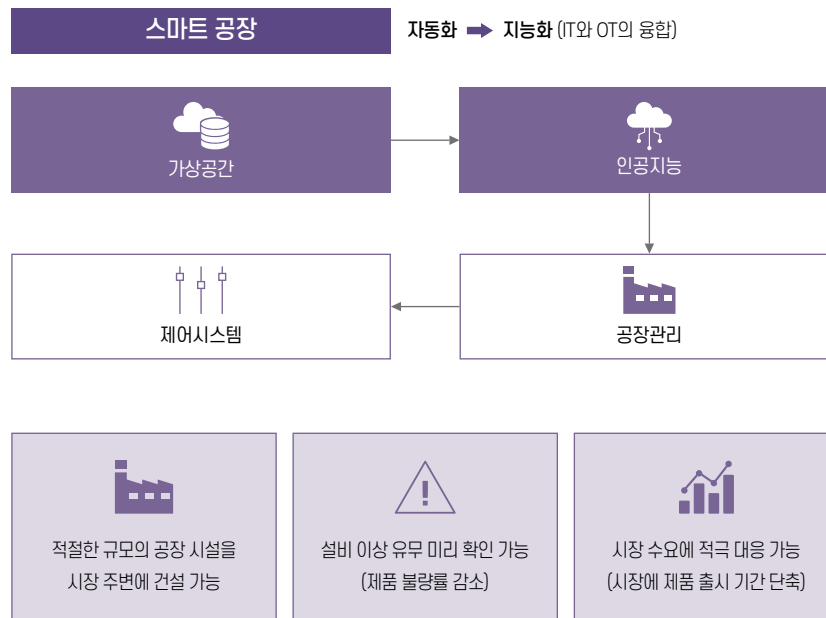 스마트 공장
자동화 ➡ 지능화 (IT와 OT의 융합)
가상공간
인공지능
제어시스템
공장관리
적절한 규모의 공장 시설을
시장 주변에 건설 가능
설비 이상 유무 미리 확인 가능
(제품 불량률 감소)
시장 수요에 적극 대응 가능
(시장에 제품 출시 기간 단축)